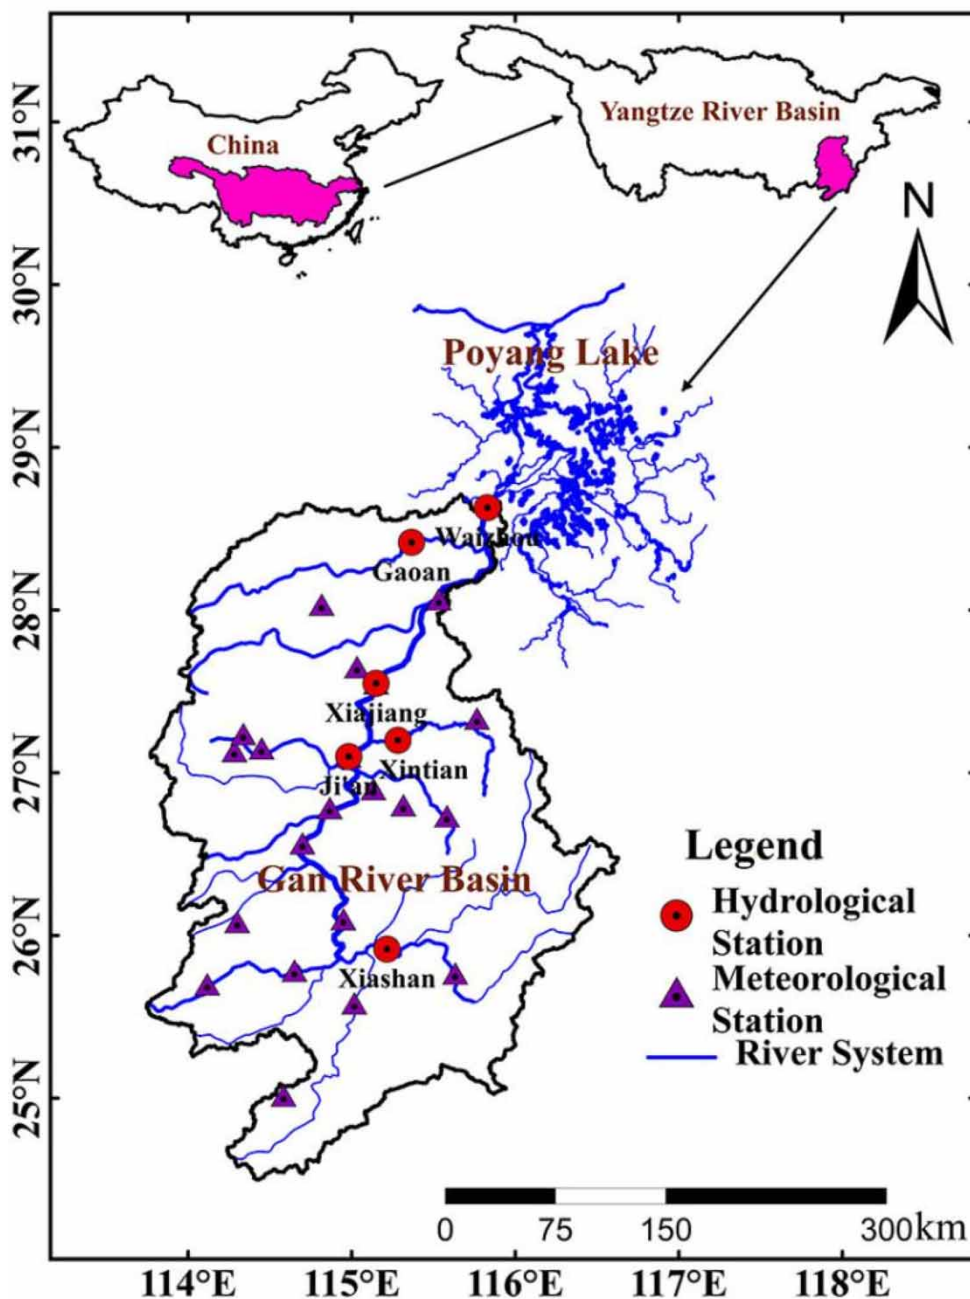 China
Yangtze River Basin
N
Poyang Lake
Waizhou
Gaoan
Xiajiang
Xintian
Ji'an
Gan River Basin
Xiashan
Legend
Hydrological
Station
Meteorological
Station
River System
0 75 150 300km
31°N
30°N
29°N
28°N
27°N
26°N
25°N
114°E 115°E 116°E 117°E 118°E